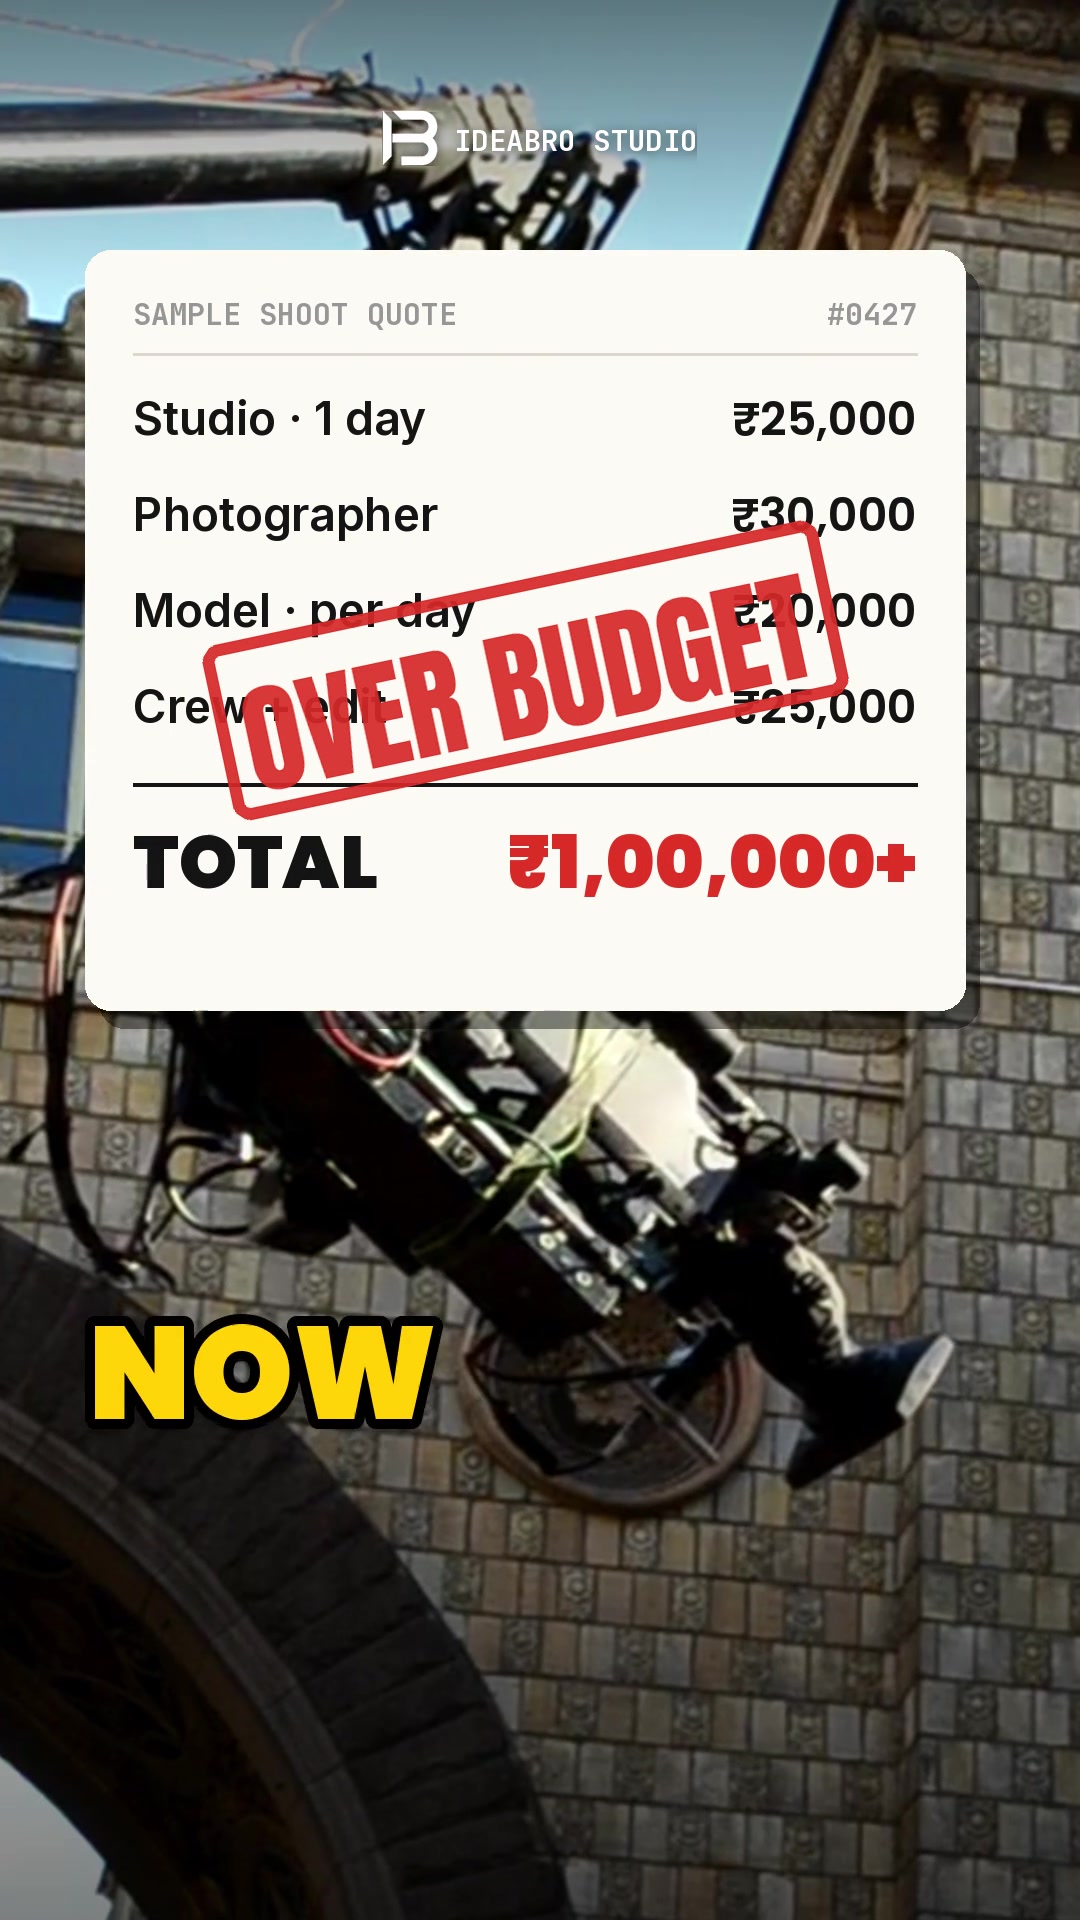 IDEABRO STUDIO
SAMPLE SHOOT QUOTE #0427
Studio · 1 day ₹25,000
Photographer ₹30,000
Model · per day ₹20,000
Crew + edit ₹25,000
OVER BUDGET
TOTAL ₹1,00,000+
NOW